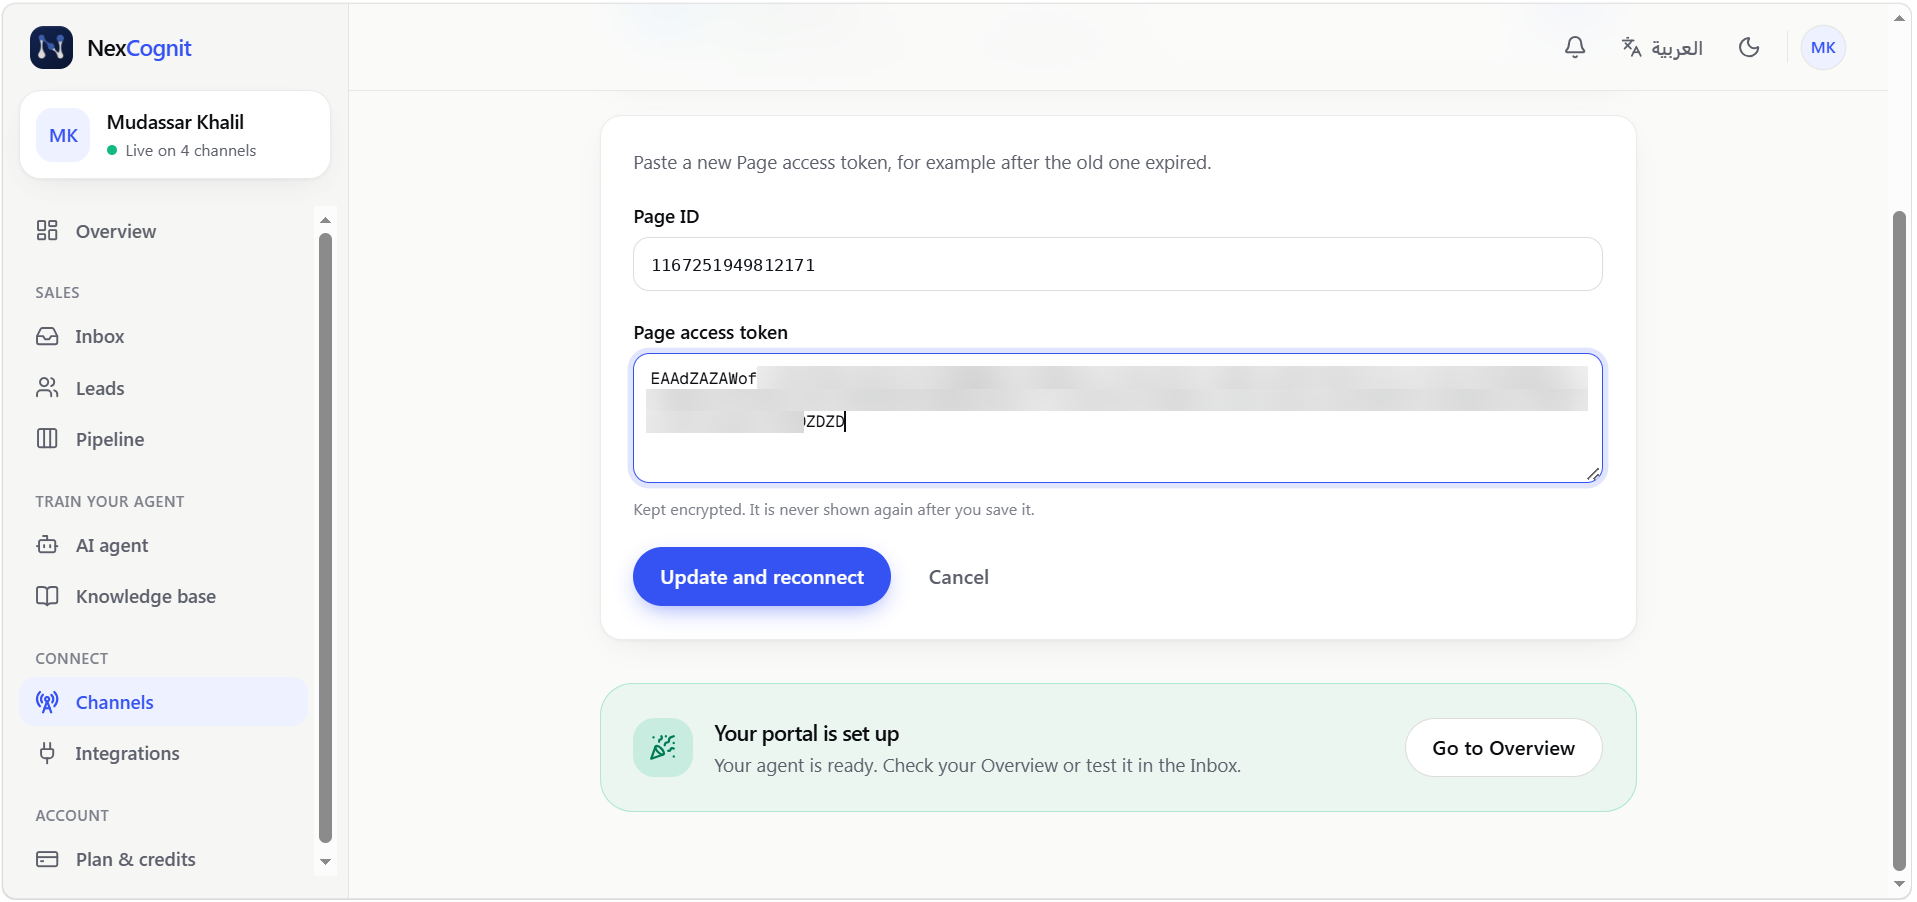 NexCognit
العربية
MK
MK
Mudassar Khalil
Live on 4 channels
Overview
SALES
Inbox
Leads
Pipeline
TRAIN YOUR AGENT
AI agent
Knowledge base
CONNECT
Channels
Integrations
ACCOUNT
Plan & credits
Paste a new Page access token, for example after the old one expired.
Page ID
1167251949812171
Page access token
EAAdZAZAWof
ZDZD
Kept encrypted. It is never shown again after you save it.
Update and reconnect
Cancel
Your portal is set up
Your agent is ready. Check your Overview or test it in the Inbox.
Go to Overview